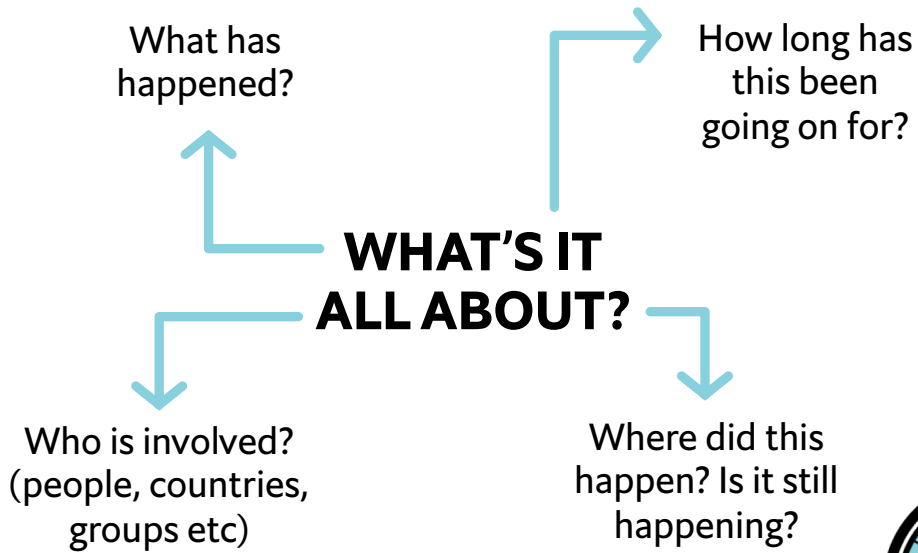 What has
happened?
How long has
this been
going on for?
WHAT'S IT
ALL ABOUT?
Who is involved?
(people, countries,
groups etc)
Where did this
happen? Is it still
happening?